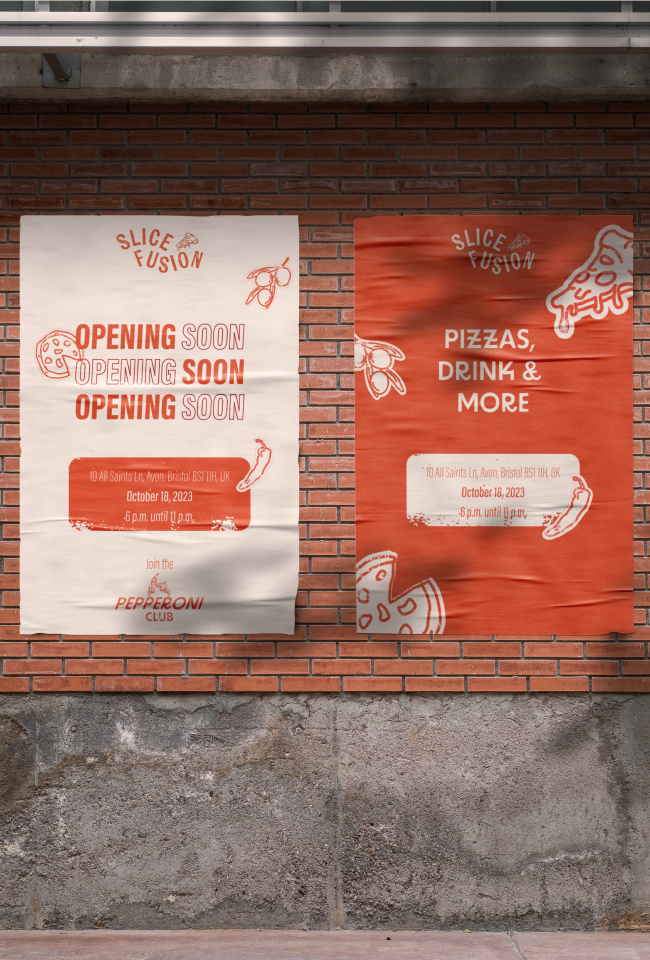 SLICE
FUSION
OPENING SOON
OPENING SOON
OPENING SOON
10 All Saints Ln, Avon, Bristol BS1 1JH, UK
October 18, 2023
6 p.m. until 11 p.m.
Join the
PEPPERONI
CLUB
SLICE
FUSION
PIZZAS,
DRINK &
MORE
10 All Saints Ln, Avon, Bristol BS1 1JH, UK
October 18, 2023
6 p.m. until 11 p.m.